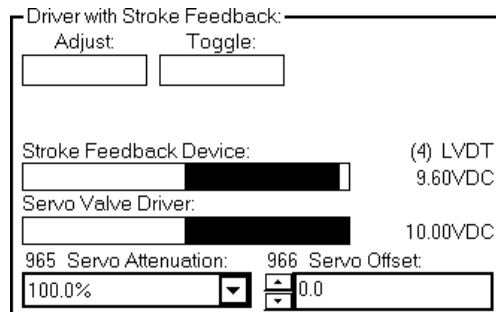 Driver with Stroke Feedback:
Adjust: Toggle:
Stroke Feedback Device: (4) LVDT
9.60VDC
Servo Valve Driver:
10.00VDC
965 Servo Attenuation: 966 Servo Offset:
100.0% 0.0